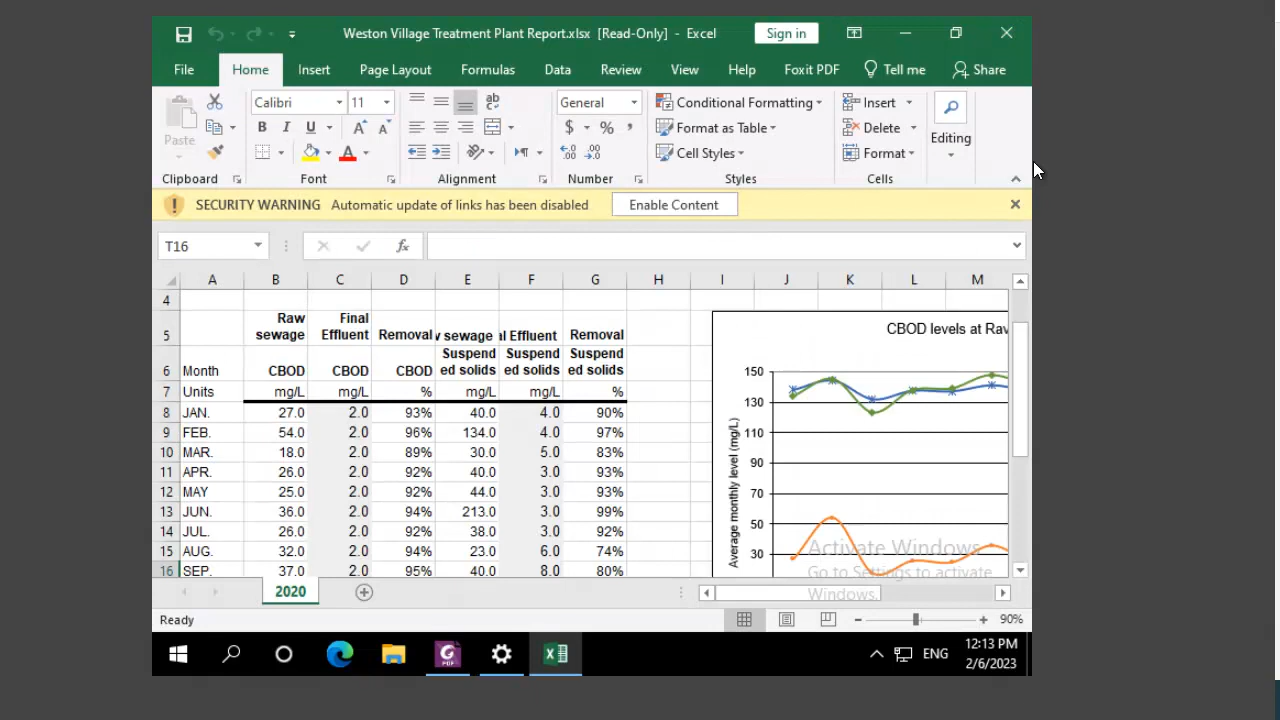 Weston Village Treatment Plant Report.xlsx [Read-Only] - Excel Sign in
File Home Insert Page Layout Formulas Data Review View Help Foxit PDF Tell me Share
Paste Calibri 11 General Conditional Formatting Insert
B I U $ % , Format as Table Delete Editing
A Cell Styles Format
Clipboard Font Alignment Number Styles Cells
SECURITY WARNING Automatic update of links has been disabled Enable Content
T16 fx
A B C D E F G H I J K L M
4
5 Raw sewage Final Effluent Removal sewage Effluent Removal
6 Month CBOD CBOD CBOD Suspend ed solids Suspend ed solids Suspend ed solids
7 Units mg/L mg/L % mg/L mg/L %
8 JAN. 27.0 2.0 93% 40.0 4.0 90%
9 FEB. 54.0 2.0 96% 134.0 4.0 97%
10 MAR. 18.0 2.0 89% 30.0 5.0 83%
11 APR. 26.0 2.0 92% 40.0 3.0 93%
12 MAY 25.0 2.0 92% 44.0 3.0 93%
13 JUN. 36.0 2.0 94% 213.0 3.0 99%
14 JUL. 26.0 2.0 92% 38.0 3.0 92%
15 AUG. 32.0 2.0 94% 23.0 6.0 74%
16 SEP. 37.0 2.0 95% 40.0 8.0 80%
CBOD levels at Rav
Average monthly level (mg/L)
150
130
110
90
70
50
30
Activate Windows
Go to Settings to activate
Windows.
2020
Ready 90%
PDF
ENG 12:13 PM
2/6/2023